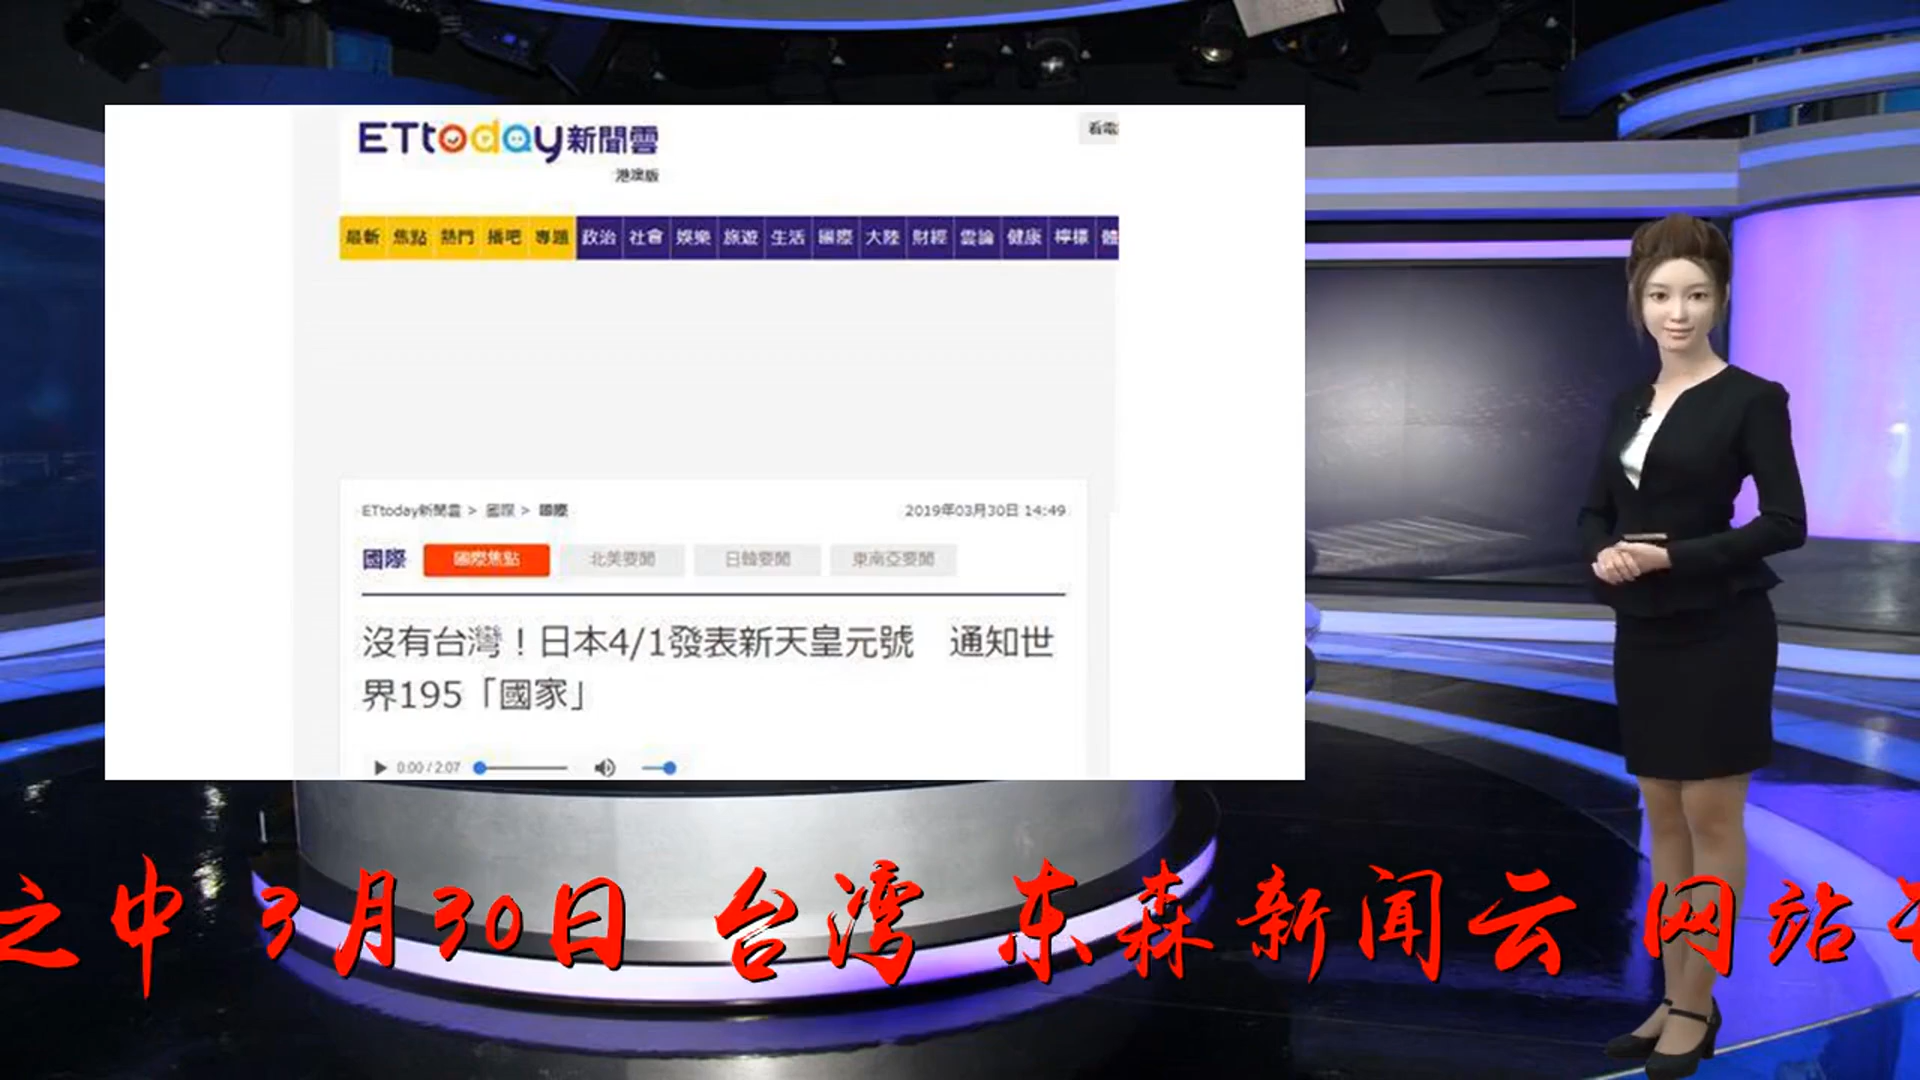 ETtoday新聞雲
港澳版
看電
最新 焦點 熱門 播吧 專題 政治 社會 娛樂 旅遊 生活 國際 大陸 財經 雲論 健康 檸檬 體
ETtoday新聞雲 > 國際 > 國際
2019年03月30日 14:49
國際 國際焦點 北美要聞 日韓要聞 東南亞要聞
沒有台灣！日本4/1發表新天皇元號 通知世
界195「國家」
0:00 / 2:07
之中 3月30日 台湾 东森新闻云 网站